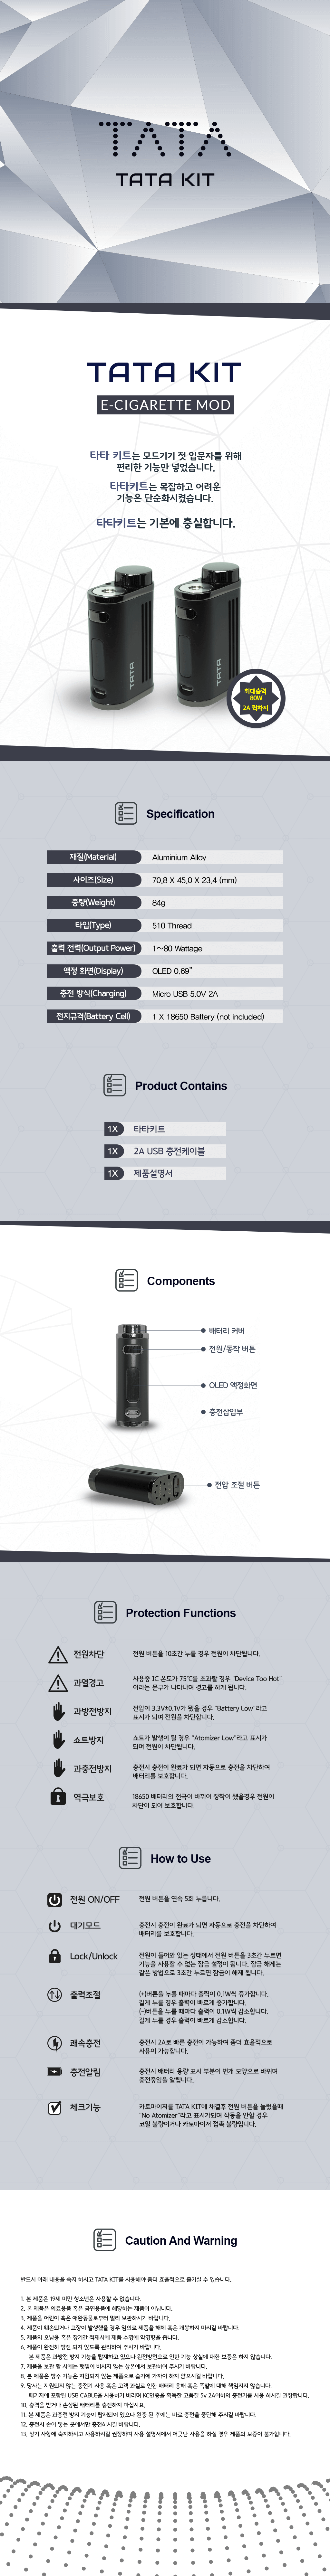 TATA
TATA KIT
TATA KIT
E-CIGARETTE MOD
타타 키트는 모드기기 첫 입문자를 위해
편리한 기능만 넣었습니다.
타타키트는 복잡하고 어려운
기능은 단순화시켰습니다.
타타키트는 기본에 충실합니다.
TATA
TATA
최대출력
80W
2A 퀵차지
Specification
재질(Material) Aluminium Alloy
사이즈(Size) 70,8 X 45,0 X 23,4 (mm)
중량(Weight) 84g
타입(Type) 510 Thread
출력 전력(Output Power) 1~80 Wattage
액정 화면(Display) OLED 0,69"
충전 방식(Charging) Micro USB 5,0V 2A
전지규격(Battery Cell) 1 X 18650 Battery (not included)
Product Contains
1X 타타키트
1X 2A USB 충전케이블
1X 제품설명서
Components
배터리 커버
전원/동작 버튼
OLED 액정화면
충전삽입부
전압 조절 버튼
Protection Functions
전원차단 전원 버튼을 10초간 누를 경우 전원이 차단됩니다.
과열경고 사용중 IC 온도가 75℃를 초과할 경우 "Device Too Hot"
이라는 문구가 나타나며 경고를 하게 됩니다.
과방전방지 전압이 3.3V±0.1V가 됐을 경우 "Battery Low"라고
표시가 되며 전원을 차단합니다.
쇼트방지 쇼트가 발생이 될 경우 "Atomizer Low"라고 표시가
되며 전원이 차단됩니다.
과충전방지 충전시 충전이 완료가 되면 자동으로 충전을 차단하여
배터리를 보호합니다.
역극보호 18650 배터리의 전극이 바뀌어 장착이 됐을경우 전원이
차단이 되어 보호합니다.
How to Use
전원 ON/OFF 전원 버튼을 연속 5회 누릅니다.
대기모드 충전시 충전이 완료가 되면 자동으로 충전을 차단하여
배터리를 보호합니다.
Lock/Unlock 전원이 들어와 있는 상태에서 전원 버튼을 3초간 누르면
기능을 사용할 수 없는 잠금 설정이 됩니다. 잠금 해제는
같은 방법으로 3초간 누르면 잠금이 해제 됩니다.
출력조절 (+)버튼을 누를 때마다 출력이 0.1W씩 증가합니다.
길게 누를 경우 출력이 빠르게 증가합니다.
(-)버튼을 누를 때마다 출력이 0.1W씩 감소합니다.
길게 누를 경우 출력이 빠르게 감소합니다.
쾌속충전 충전시 2A로 빠른 충전이 가능하여 좀더 효율적으로
사용이 가능합니다.
충전알림 충전시 배터리 용량 표시 부분이 번개 모양으로 바뀌며
충전중임을 알립니다.
체크기능 카토마이저를 TATA KIT에 체결후 전원 버튼을 눌렀을때
"No Atomizer"라고 표시가되며 작동을 안할 경우
코일 불량이거나 카토마이저 접촉 불량입니다.
Caution And Warning
반드시 아래 내용을 숙지 하시고 TATA KIT를 사용해야 좀더 효율적으로 즐기실 수 있습니다.
1. 본 제품은 19세 미만 청소년은 사용할 수 없습니다.
2. 본 제품은 의료용품 혹은 금연용품에 해당하는 제품이 아닙니다.
3. 제품을 어린이 혹은 애완동물로부터 멀리 보관하시기 바랍니다.
4. 제품이 훼손되거나 고장이 발생했을 경우 임의로 제품을 해체 혹은 개봉하지 마시길 바랍니다.
5. 제품의 오남용 혹은 장기간 적재시에 제품 수명에 악영향을 줍니다.
6. 제품이 완전히 방전 되지 않도록 관리하여 주시기 바랍니다.
본 제품은 과방전 방지 기능을 탑재하고 있으나 완전방전으로 인한 기능 상실에 대한 보증은 하지 않습니다.
7. 제품을 보관 할 시에는 햇빛이 비치지 않는 상온에서 보관하여 주시기 바랍니다.
8. 본 제품은 방수 기능은 지원되지 않는 제품으로 습기에 가까이 하지 않으시길 바랍니다.
9. 당사는 지원되지 않는 충전기 사용 혹은 고객 과실로 인한 배터리 용해 혹은 폭발에 대해 책임지지 않습니다.
패키지에 포함된 USB CABLE을 사용하기 바라며 KC인증을 획득한 고품질 5v 2A이하의 충전기를 사용 하시길 권장합니다.
10. 충격을 받거나 손상된 배터리를 충전하지 마십시요.
11. 본 제품은 과충전 방지 기능이 탑재되어 있으나 완충 된 후에는 바로 충전을 중단해 주시길 바랍니다.
12. 충전시 손이 닿는 곳에서만 충전하시길 바랍니다.
13. 상기 사항에 숙지하시고 사용하시길 권장하며 사용 설명서에서 어긋난 사용을 하실 경우 제품의 보증이 불가합니다.